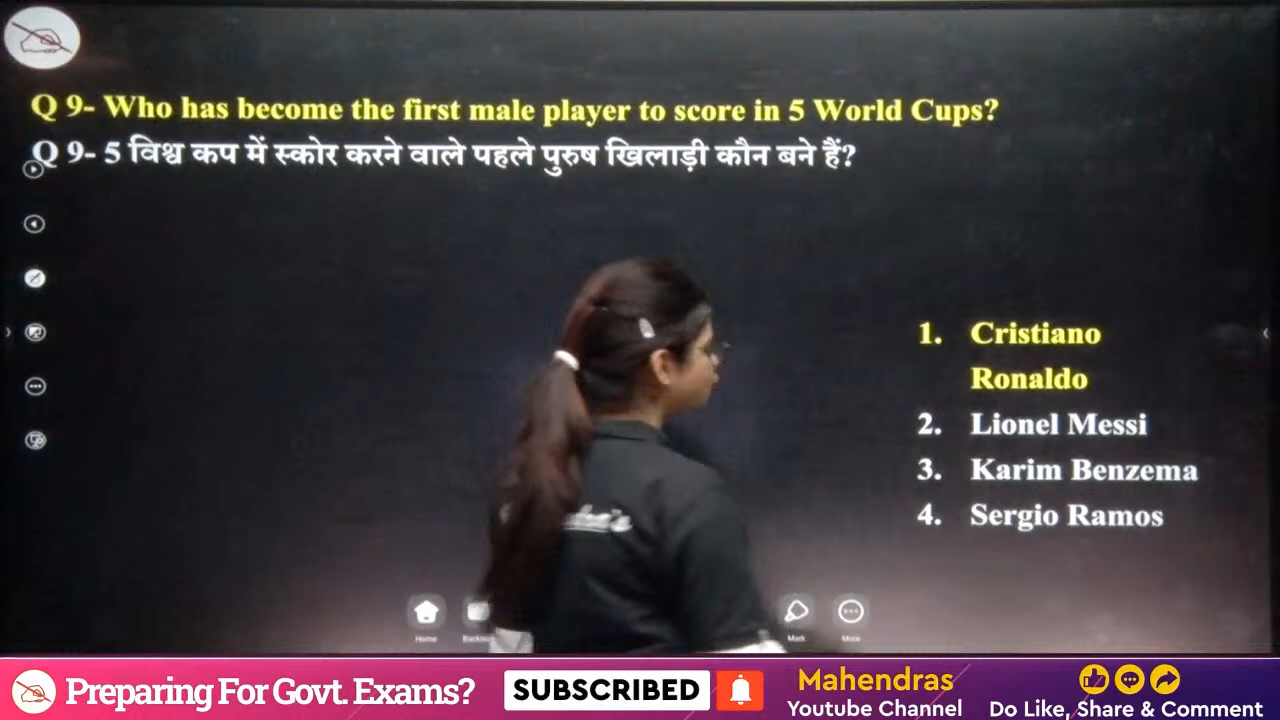 Q 9- Who has become the first male player to score in 5 World Cups?
Q 9- 5 विश्व कप में स्कोर करने वाले पहले पुरुष खिलाड़ी कौन बने हैं?
1. Cristiano
Ronaldo
2. Lionel Messi
3. Karim Benzema
4. Sergio Ramos
Home
Mark
More
Preparing For Govt. Exams?
SUBSCRIBED
Mahendras
Youtube Channel
Do Like, Share & Comment